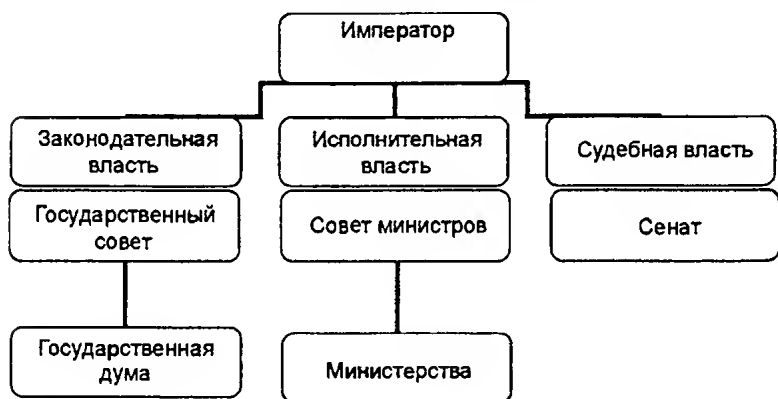 Император
Законодательная
власть
Исполнительная
власть
Судебная власть
Государственный
совет
Совет министров
Сенат
Государственная
дума
Министерства